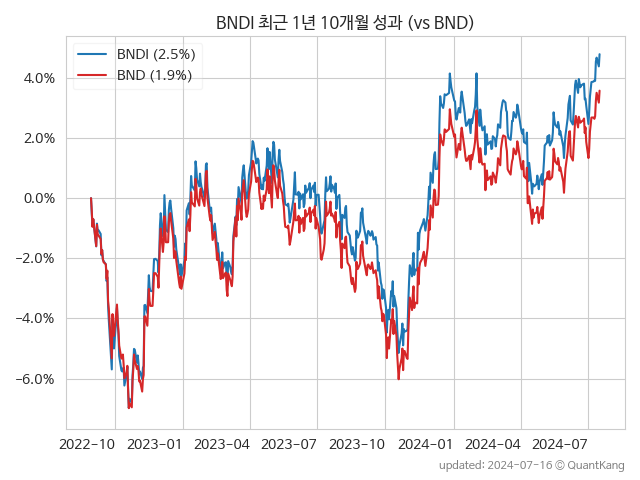 BNDI 최근 1년 10개월 성과 (vs BND)
BNDI (2.5%)
BND (1.9%)
4.0%
2.0%
0.0%
−2.0%
−4.0%
−6.0%
2022−10 2023−01 2023−04 2023−07 2023−10 2024−01 2024−04 2024−07
updated: 2024-07-16 © QuantKang